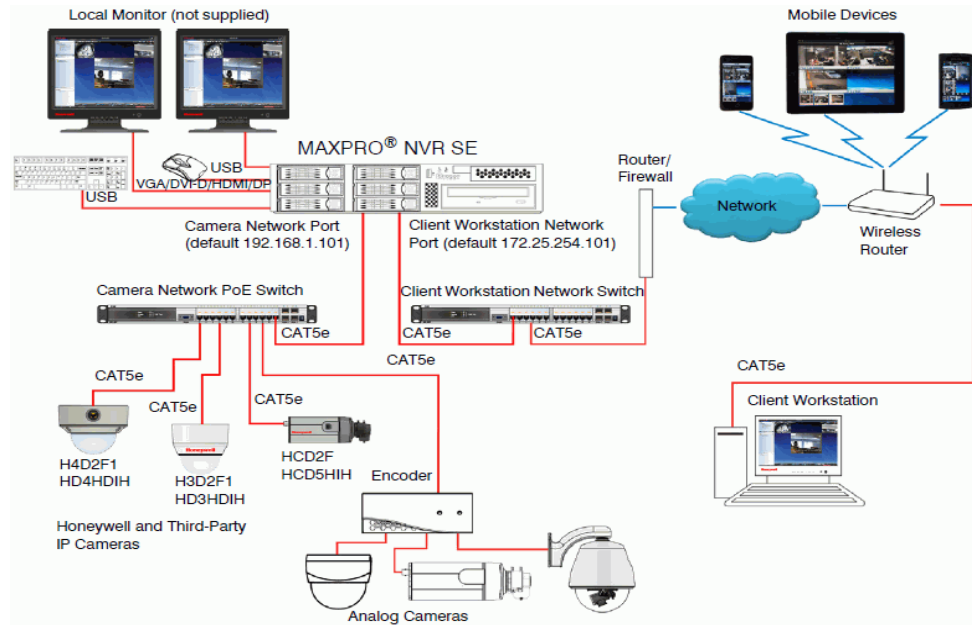 Local Monitor (not supplied)
Mobile Devices
MAXPRO® NVR SE
USB
VGA/DVI-D/HDMI/DP
USB
Router/
Firewall
Camera Network Port
(default 192.168.1.101)
Client Workstation Network
Port (default 172.25.254.101)
Network
Wireless
Router
Camera Network PoE Switch
Client Workstation Network Switch
CAT5e
CAT5e
CAT5e
CAT5e
CAT5e
CAT5e
CAT5e
CAT5e
Client Workstation
Honeywell
Honeywell
H4D2F1
HD4HDIH
H3D2F1
HD3HDIH
HCD2F
HCD5HIH
Encoder
Honeywell and Third-Party
IP Cameras
Analog Cameras